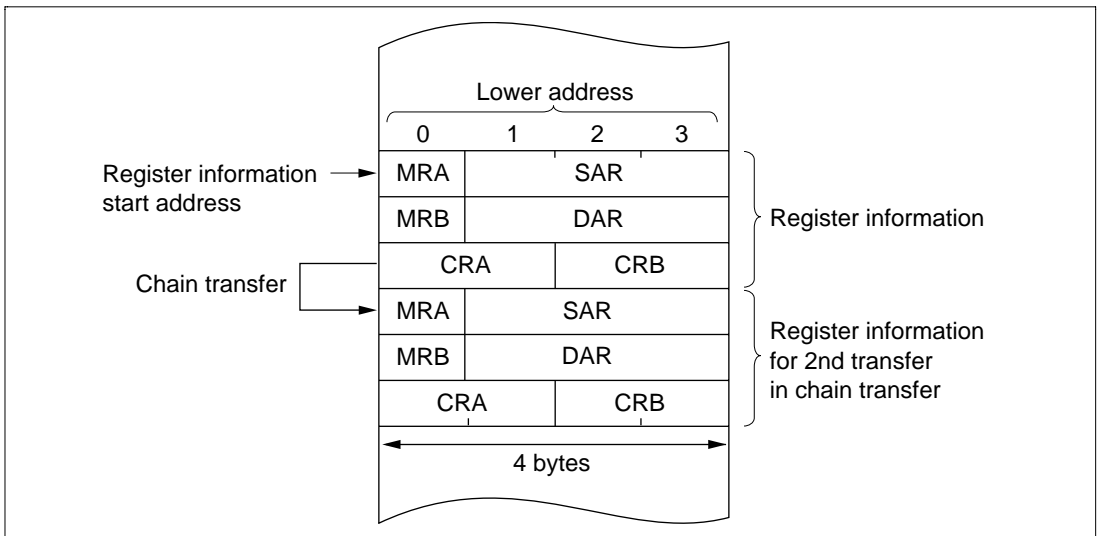 Lower address
0 1 2 3
Register information
start address
MRA SAR
MRB DAR
Register information
CRA CRB
Chain transfer
MRA SAR
MRB DAR
Register information
for 2nd transfer
in chain transfer
CRA CRB
4 bytes